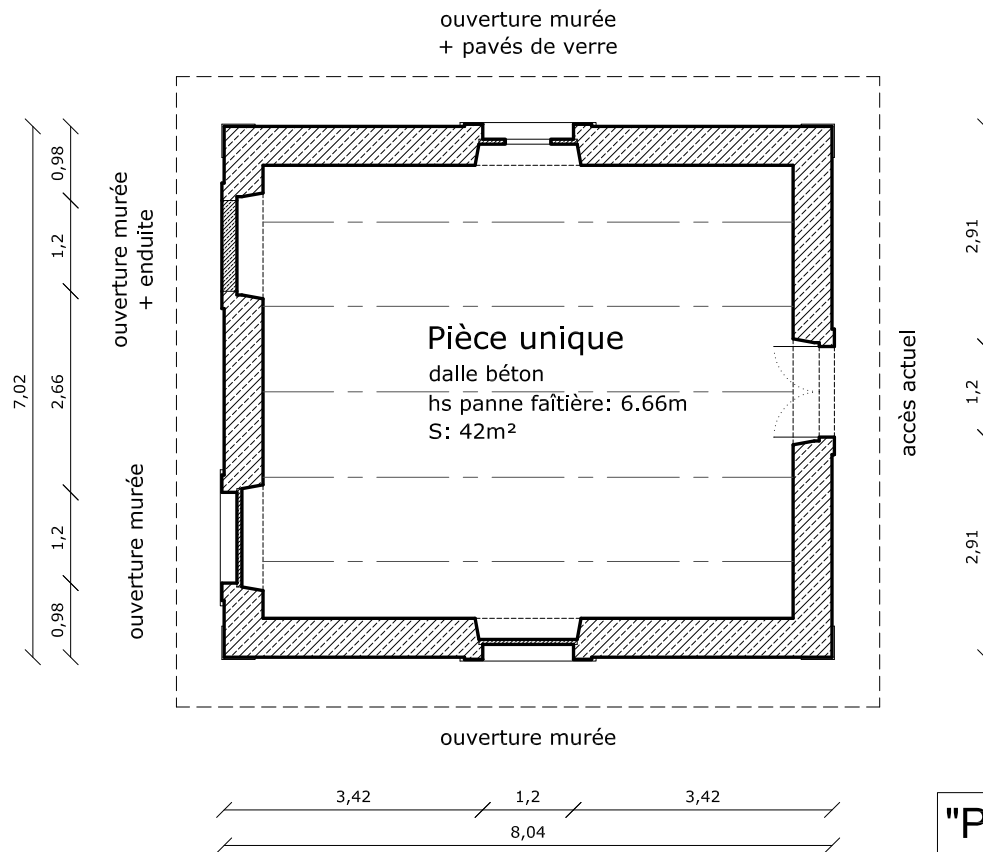 ouverture murée
+ pavés de verre
0,98
1,2
2,66
1,2
0,98
7,02
ouverture murée
+ enduite
ouverture murée
Pièce unique
dalle béton
hs panne faîtière: 6.66m
S: 42m²
accès actuel
2,91
1,2
2,91
ouverture murée
3,42
1,2
3,42
8,04
"P